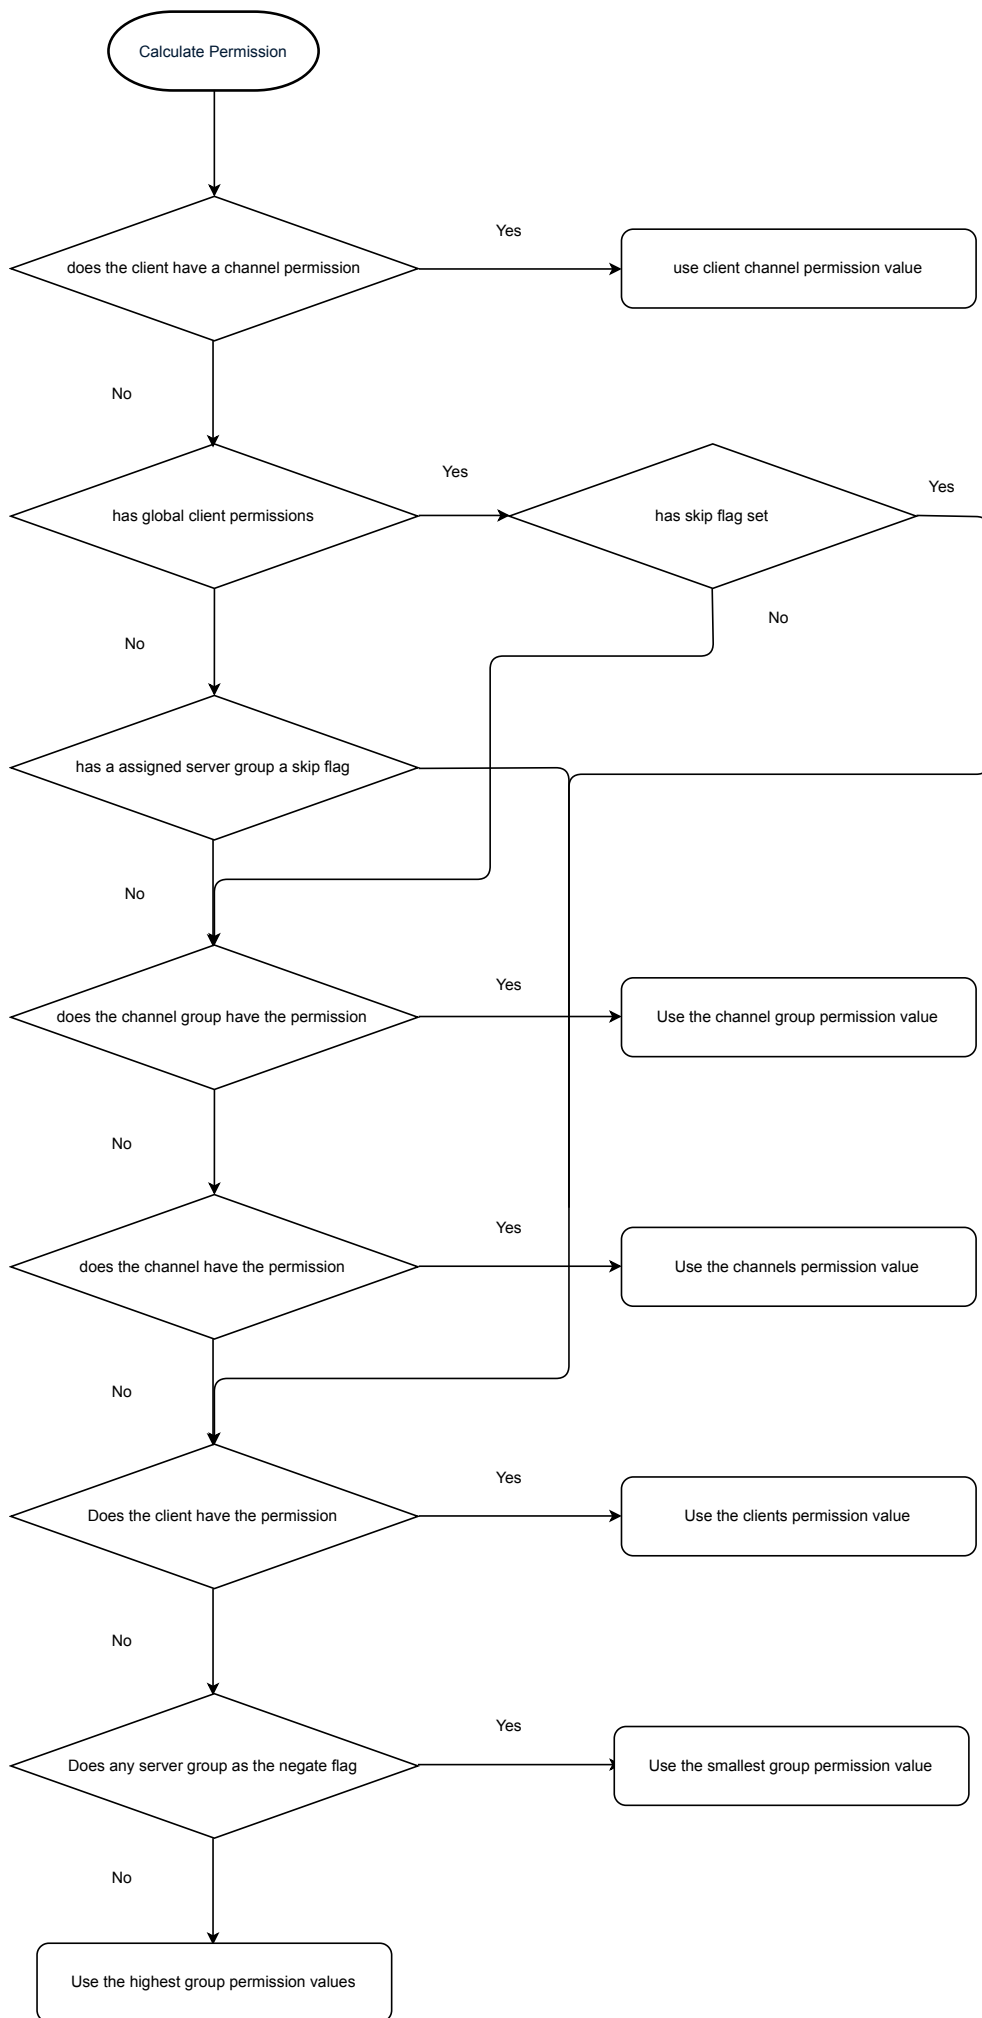 Calculate Permission
Yes
does the client have a channel permission
use client channel permission value
No
Yes
Yes
has global client permissions
has skip flag set
No
No
has a assigned server group a skip flag
No
Yes
does the channel group have the permission
Use the channel group permission value
No
Yes
does the channel have the permission
Use the channels permission value
No
Yes
Does the client have the permission
Use the clients permission value
No
Yes
Does any server group as the negate flag
Use the smallest group permission value
No
Use the highest group permission values